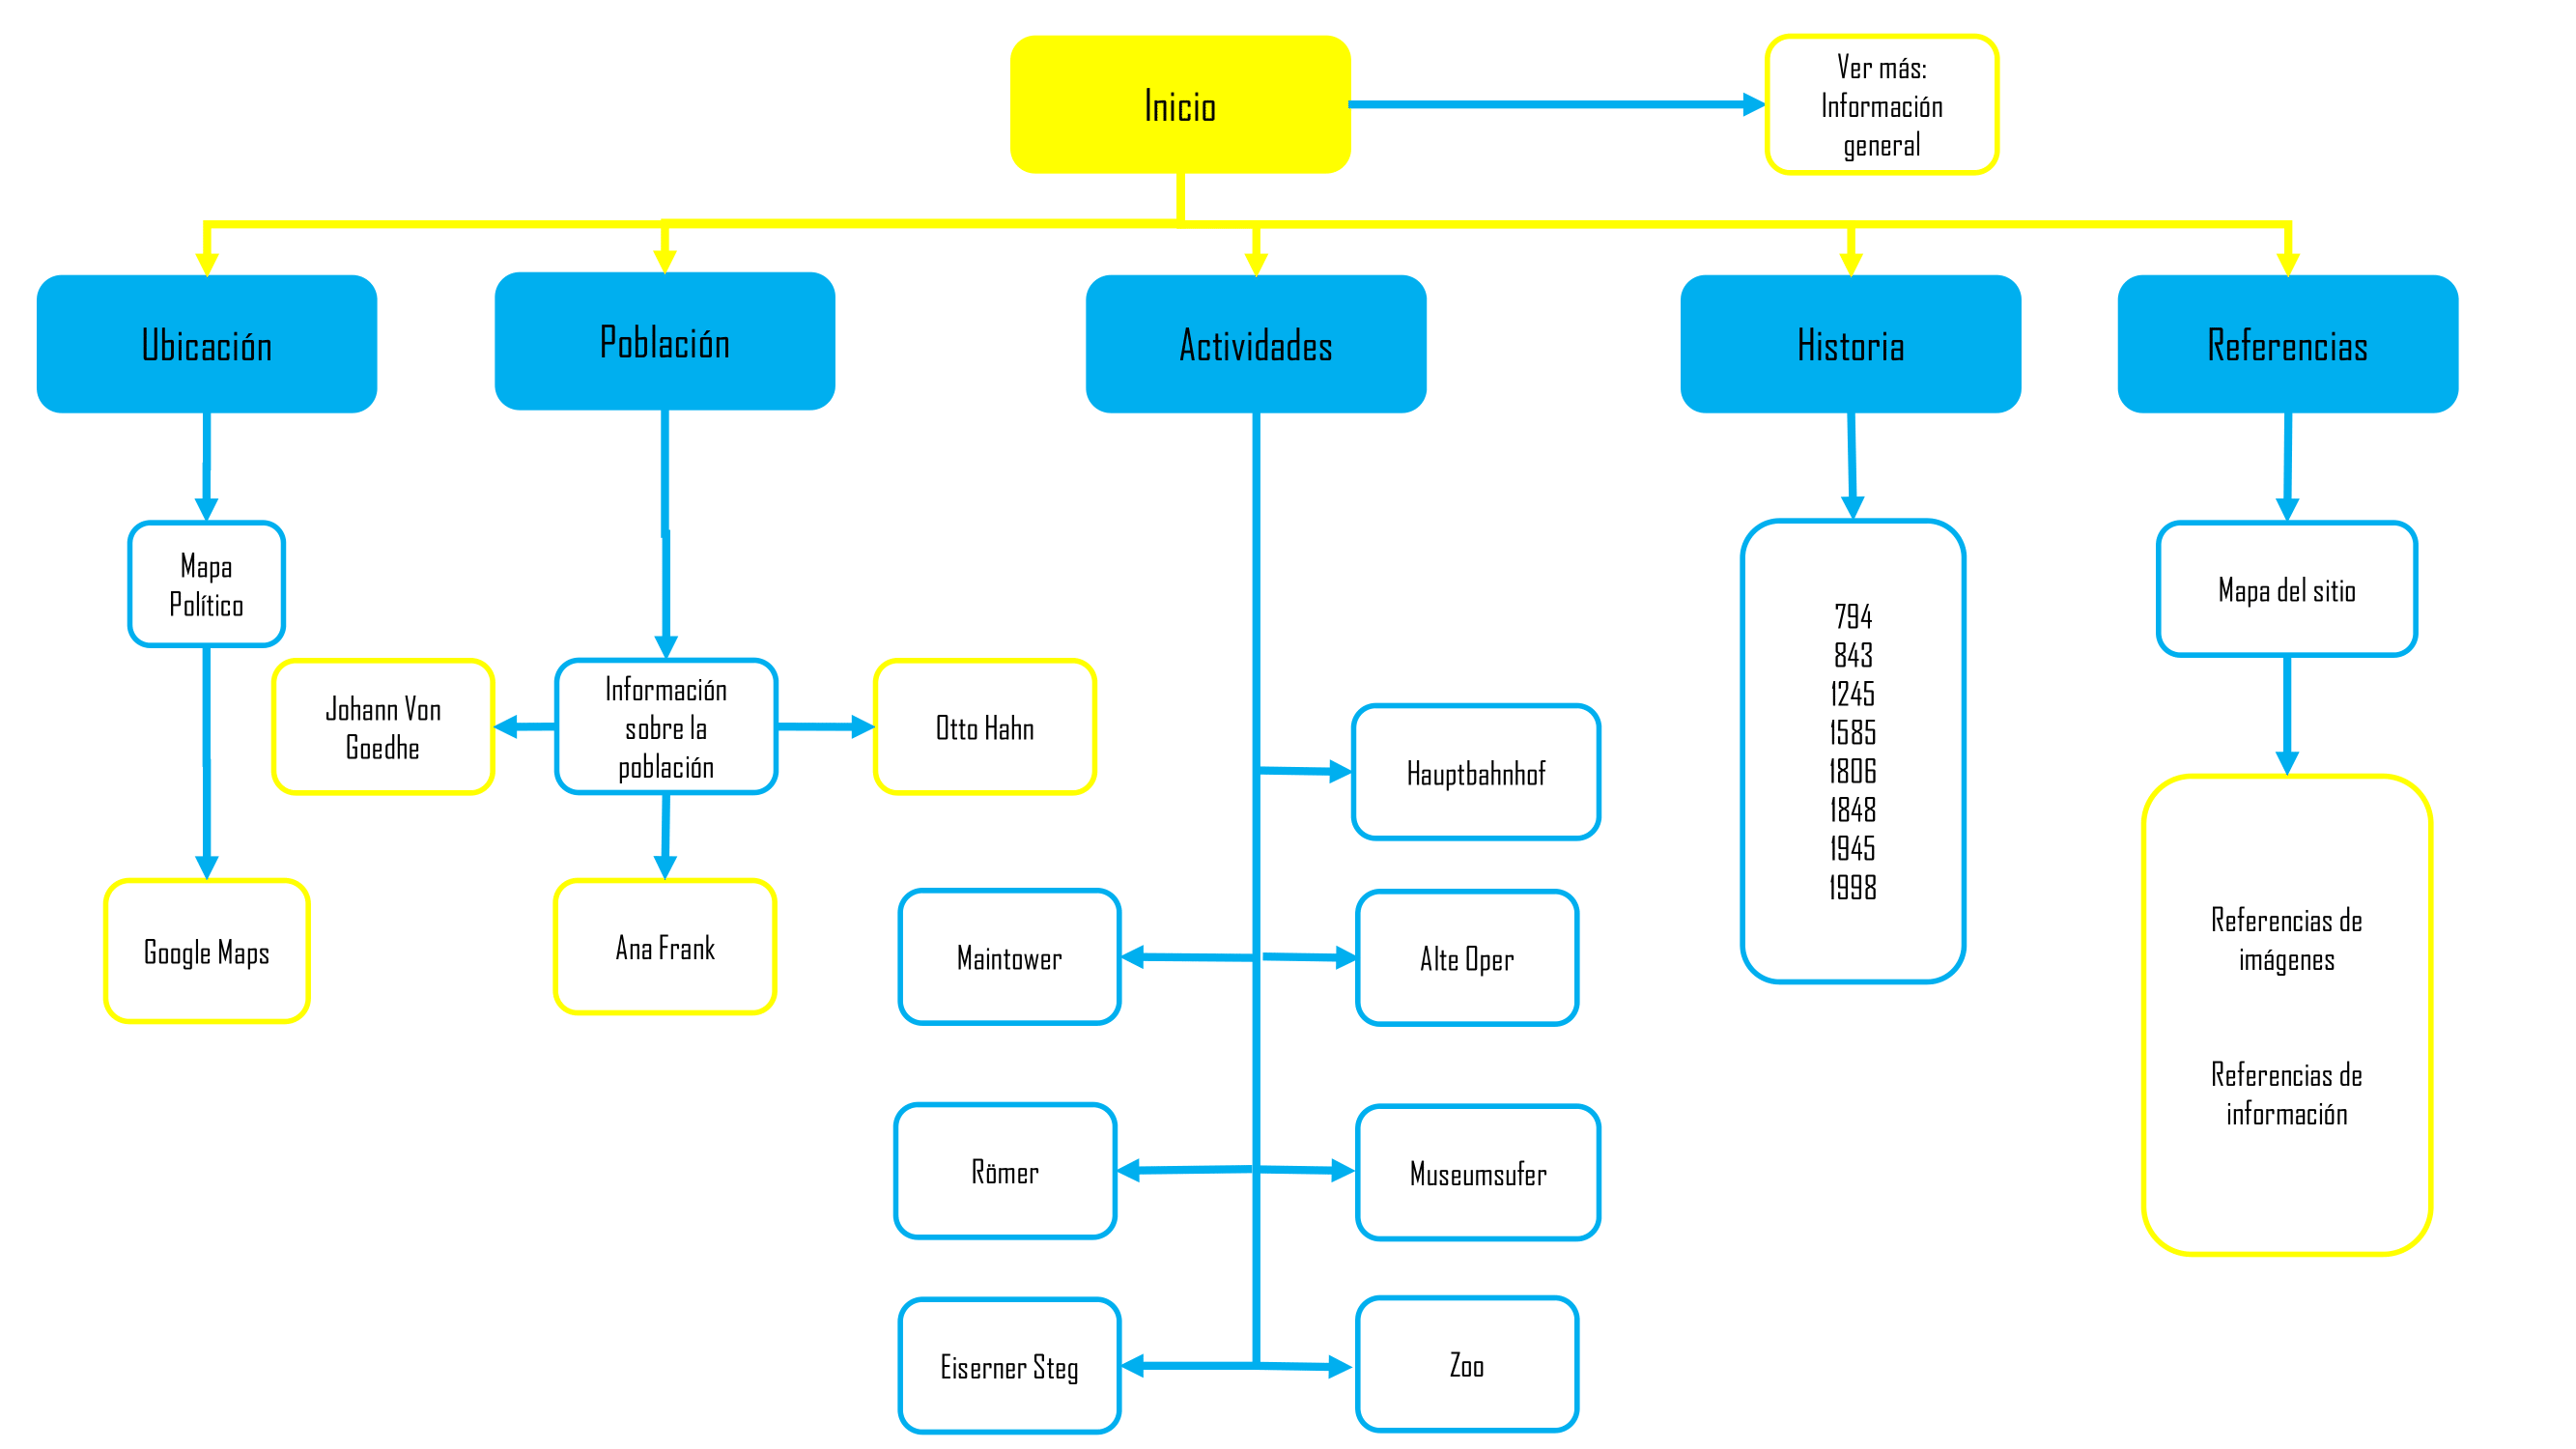 Inicio
Ver más:
Información
general
Ubicación
Población
Actividades
Historia
Referencias
Mapa
Político
Google Maps
Johann Von
Goedhe
Información
sobre la
población
Otto Hahn
Ana Frank
Hauptbahnhof
Maintower
Alte Oper
Römer
Museumsufer
Eiserner Steg
Zoo
794
843
1245
1585
1806
1848
1945
1998
Mapa del sitio
Referencias de
imágenes
Referencias de
información